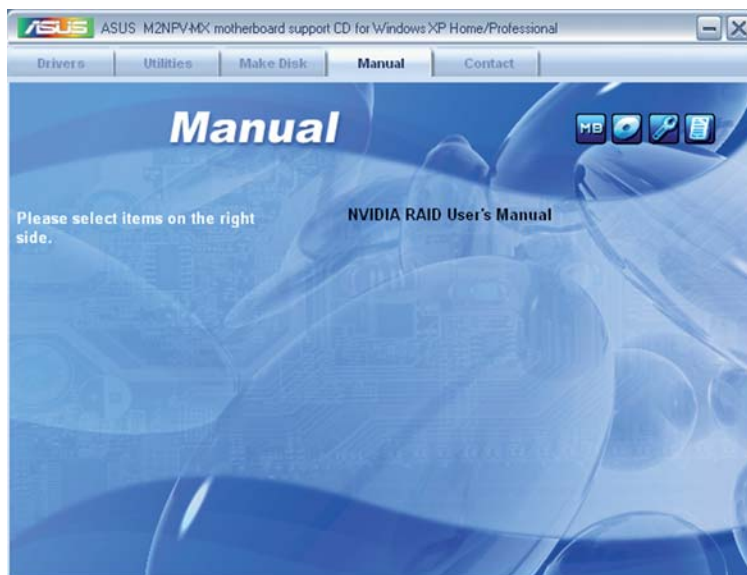 ASUS ASUS M2NPV-MX motherboard support CD for Windows XP Home/Professional
Drivers Utilities Make Disk Manual Contact
Manual
MB
Please select items on the right
side.
NVIDIA RAID User's Manual